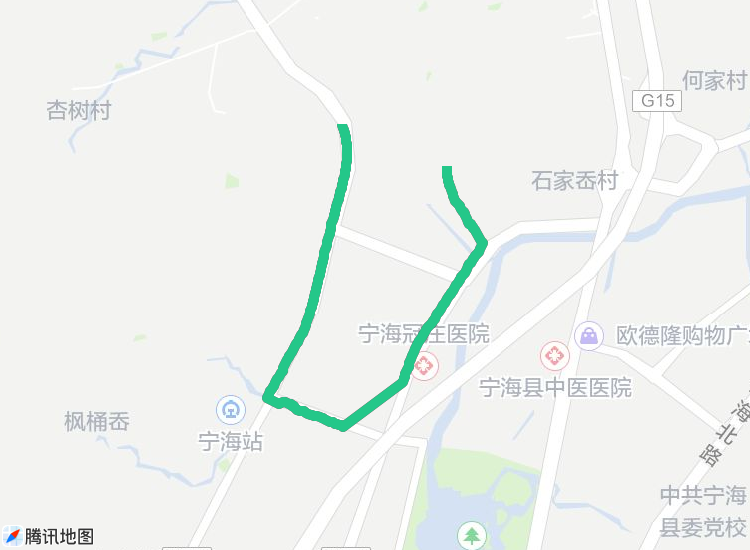 何家村
G15
杏树村
石家岙村
宁海冠庄医院
欧德隆购物广
宁海县中医医院
枫桶岙
宁海站
海北路
中共宁海
县委党校
腾讯地图